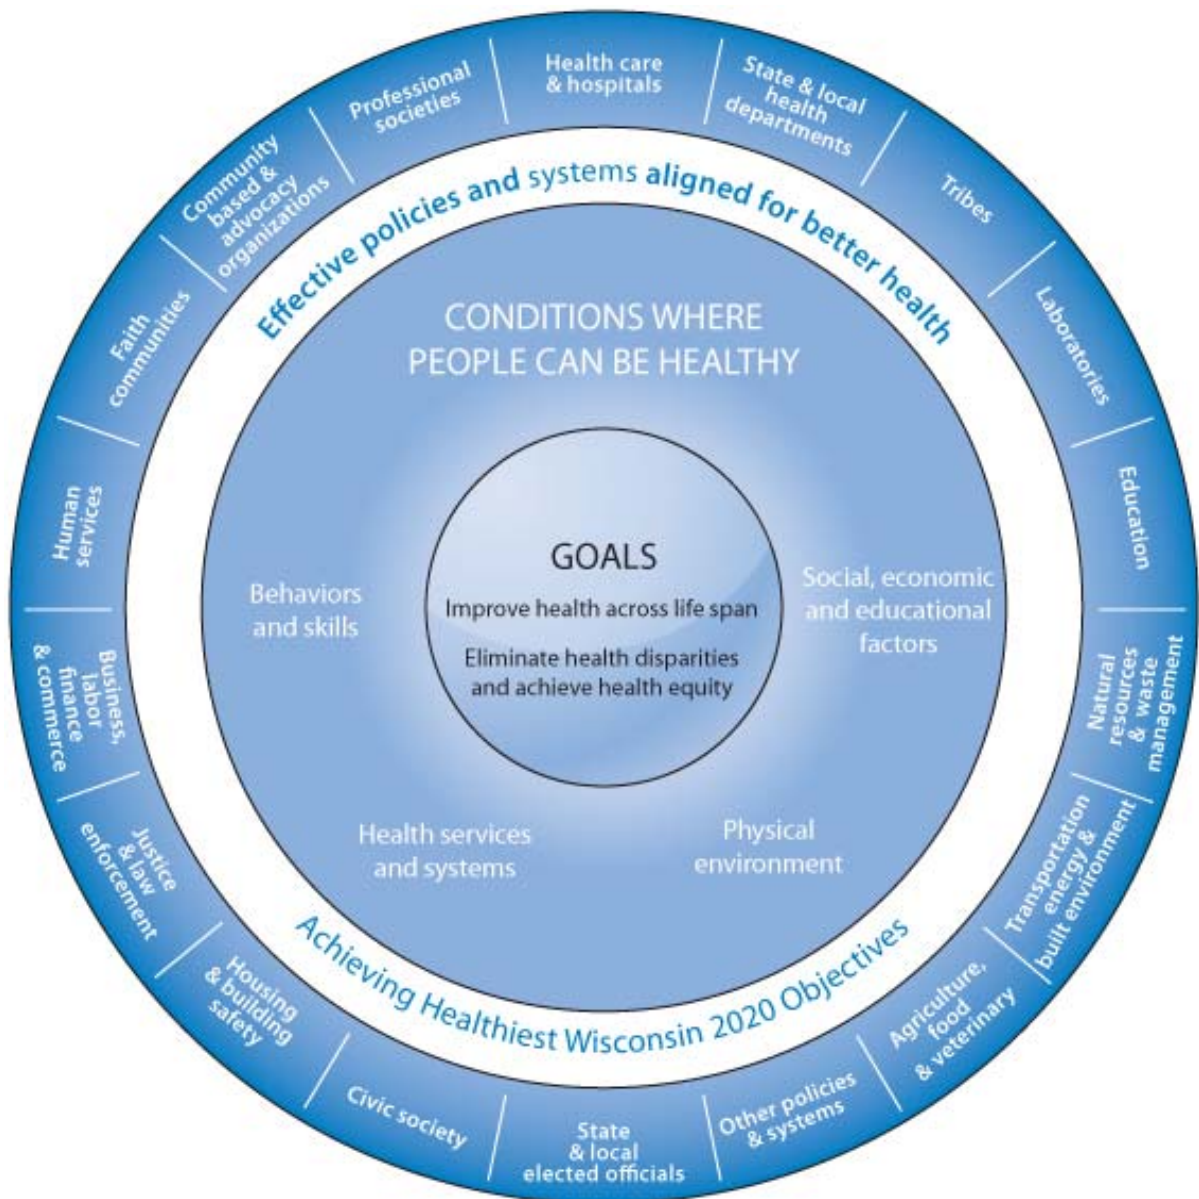 Health care
& hospitals
State & local
health
departments
Tribes
Laboratories
Education
Natural
resources
& waste
management
Transportation
energy &
built environment
Agriculture,
food
& veterinary
Other policies
& systems
State
& local
elected officials
Civic society
Housing
& building
safety
Justice
& law
enforcement
Business,
labor
finance
& commerce
Human
services
Faith
communities
Community
based &
advocacy
organizations
Professional
societies
Effective policies and systems aligned for better health
CONDITIONS WHERE
PEOPLE CAN BE HEALTHY
GOALS
Improve health across life span
Eliminate health disparities
and achieve health equity
Behaviors
and skills
Social, economic
and educational
factors
Health services
and systems
Physical
environment
Achieving Healthiest Wisconsin 2020 Objectives